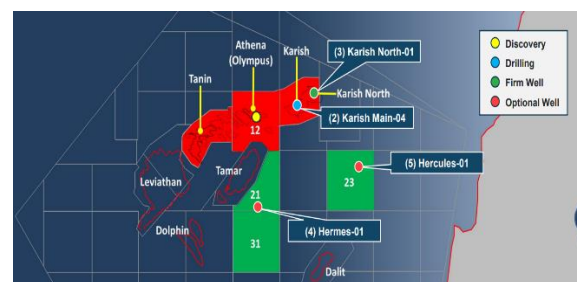 Athena
(Olympus)
Karish
(3) Karish North-01
Discovery
Drilling
Firm Well
Optional Well
Tanin
Karish North
(2) Karish Main-04
12
(5) Hercules-01
Leviathan
Tamar
21
23
Dolphin
(4) Hermes-01
31
Dalit